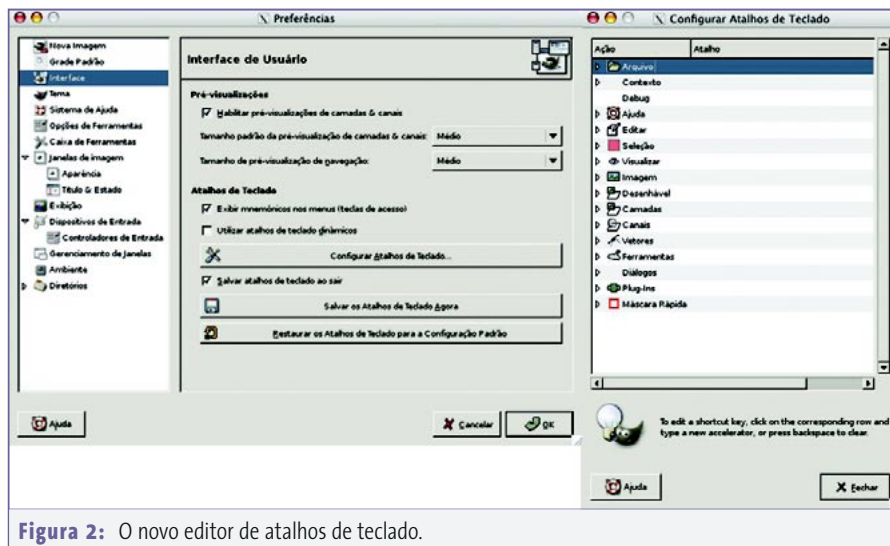 Preferências
Nova Imagem
Grade Padrão
Interface
Tema
Sistema de Ajuda
Opções de Ferramentas
Caixa de Ferramentas
Janelas de imagem
Aparência
Título & Estado
Exibição
Dispositivos de Entrada
Controladores de Entrada
Gerenciamento de Janelas
Ambiente
Diretórios
Interface de Usuário
Pré-visualizações
Habilitar pré-visualizações de camadas & canais
Tamanho padrão da pré-visualização de camadas & canais: Médio
Tamanho de pré-visualização de navegação: Médio
Atalhos de Teclado
Exibir mnemónicos nos menus (teclas de acesso)
Utilizar atalhos de teclado dinâmicos
Configurar Atalhos de Teclado...
Salvar atalhos de teclado ao sair
Salvar os Atalhos de Teclado Agora
Restaurar os Atalhos de Teclado para a Configuração Padrão
Ajuda
Cancelar
OK
Configurar Atalhos de Teclado
Ação Atalho
Arquivo
Contexto
Debug
Ajuda
Editar
Seleção
Visualizar
Imagem
Desenhável
Camadas
Canais
Vetores
Ferramentas
Diálogos
Plug-Ins
Máscara Rápida
To edit a shortcut key, click on the corresponding row and
type a new accelerator, or press backspace to clear.
Ajuda
Fechar
Figura 2: O novo editor de atalhos de teclado.